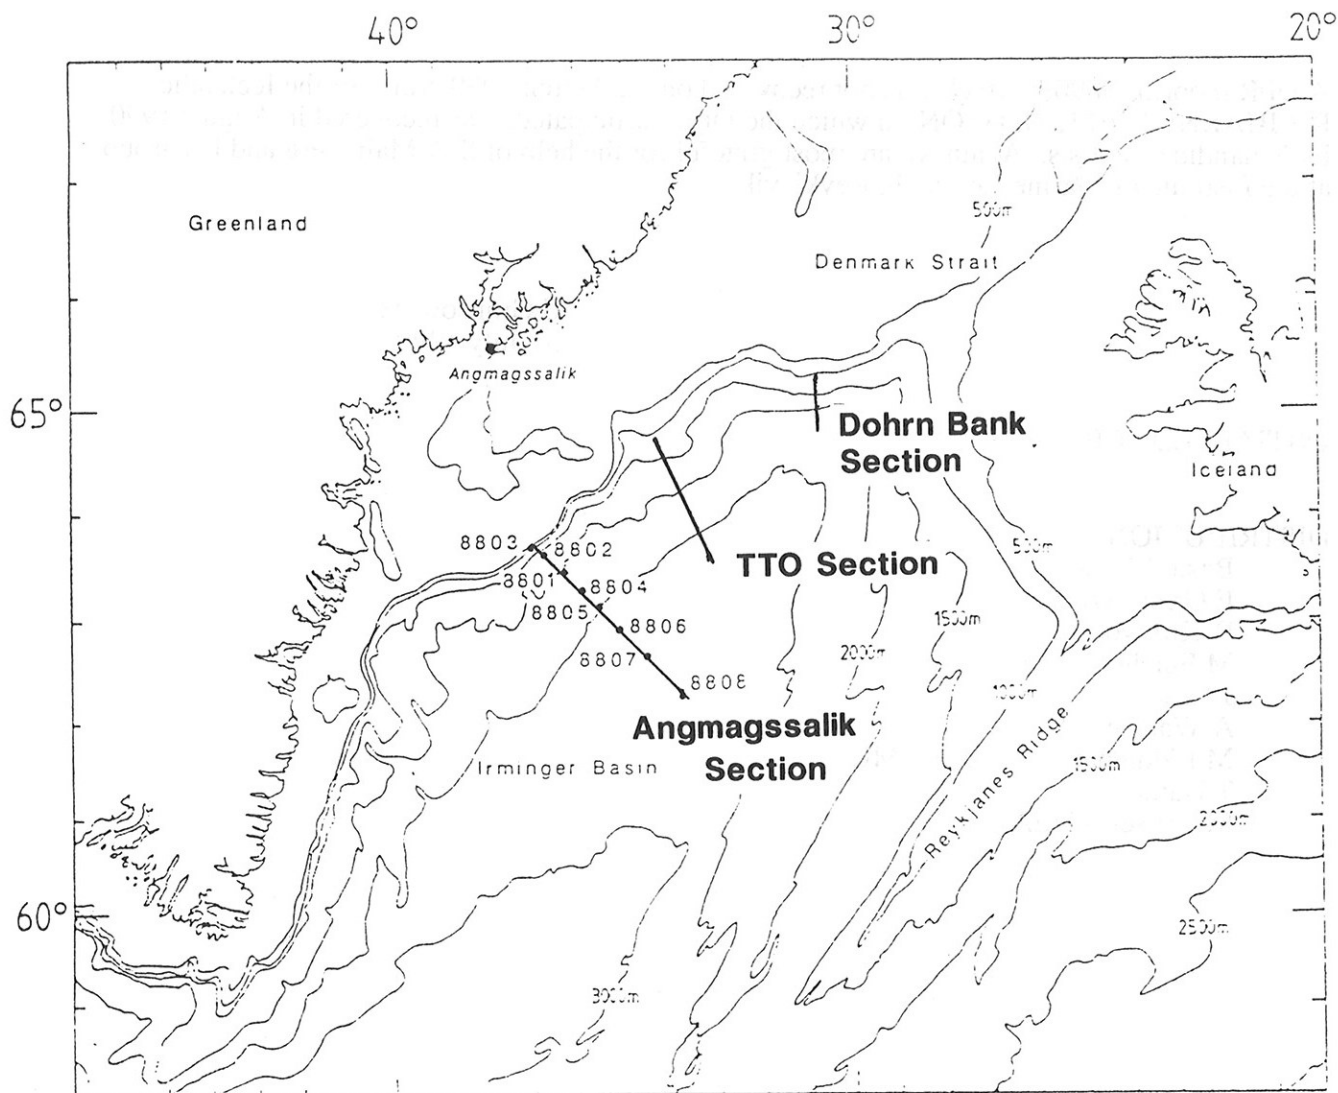 40°
30°
20°
Greenland
500m
Denmark Strait
Angmagssalik
65°
Dohrn Bank
Section
Iceland
8803
8802
500m
8801
8804
TTO Section
8805
8806
1500m
8807
2000m
8808
1000m
Angmagssalik
Section
Irminger Basin
Reykjanes Ridge
1500m
2000m
60°
2500m
3000m